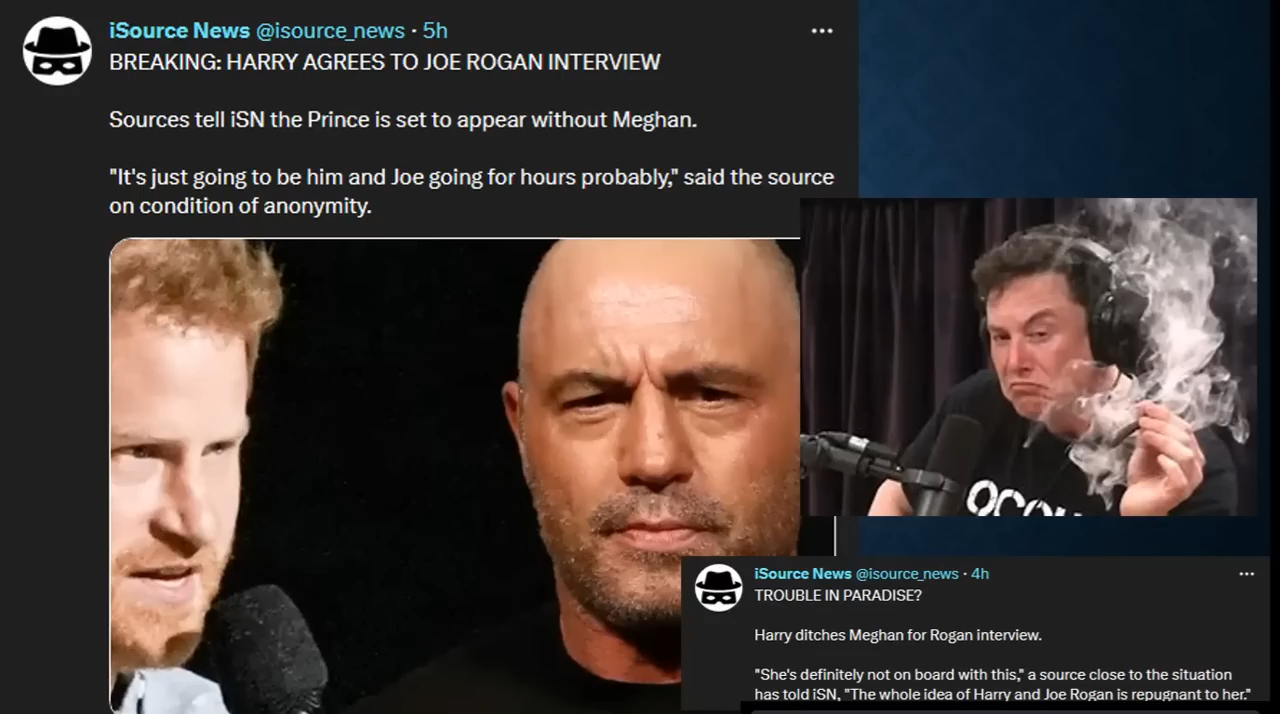 iSource News @isource_news · 5h
BREAKING: HARRY AGREES TO JOE ROGAN INTERVIEW
Sources tell iSN the Prince is set to appear without Meghan.
"It's just going to be him and Joe going for hours probably," said the source
on condition of anonymity.
iSource News @isource_news · 4h
TROUBLE IN PARADISE?
Harry ditches Meghan for Rogan interview.
"She's definitely not on board with this," a source close to the situation
has told iSN, "The whole idea of Harry and Joe Rogan is repugnant to her."